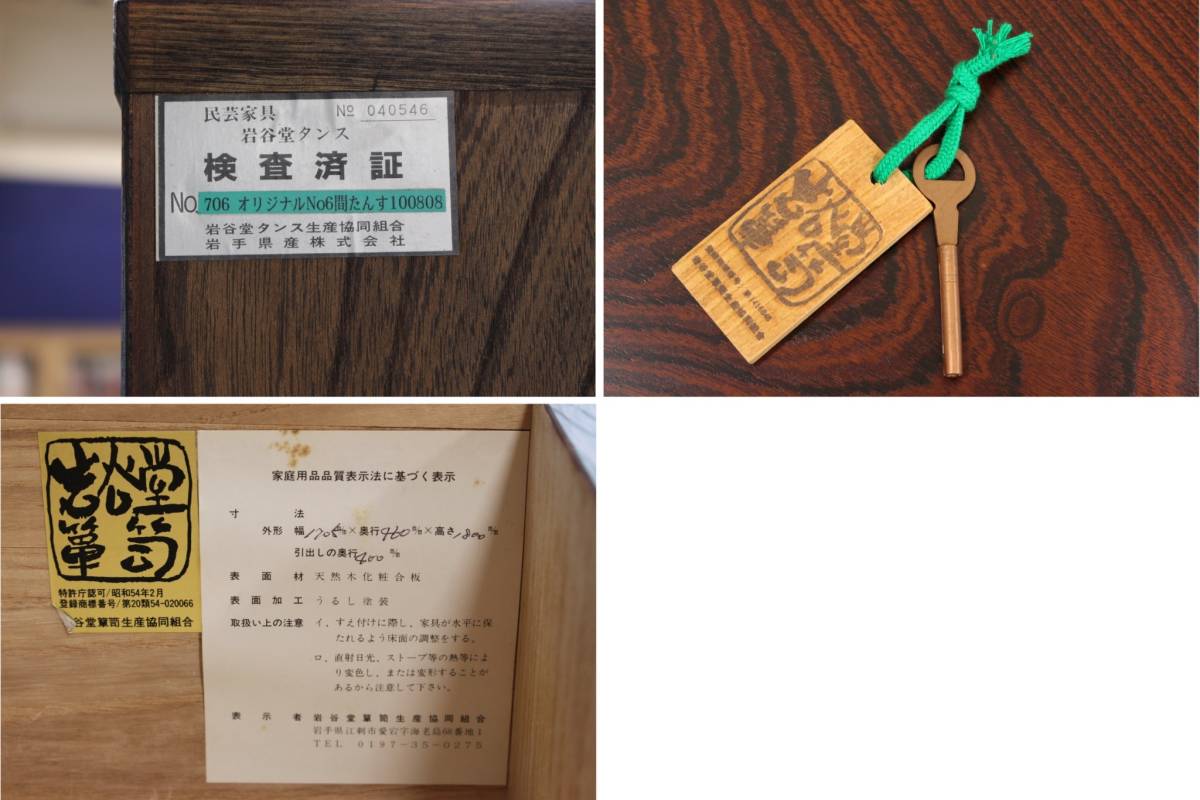 民芸家具 № 040546
岩谷堂タンス
検査済証
No. 706 オリジナルNo6間たんす100808
岩谷堂タンス生産協同組合
岩手県産株式会社
岩谷堂
箪笥
特許庁認可/昭和54年2月
登録商標番号/第20類54-020066
谷堂簞笥生産協同組合
家庭用品品質表示法に基づく表示
寸法
外形 幅1705㎜×奥行460㎜×高さ1800㎜
引出しの奥行400㎜
表面材 天然木化粧合板
表面加工 うるし塗装
取扱い上の注意 イ、すえ付けに際し、家具が水平に保
たれるよう床面の調整をする。
ロ、直射日光、ストーブ等の熱等によ
り変色し、または変形することが
あるから注意して下さい。
表示者 岩谷堂簞笥生産協同組合
岩手県江刺市愛宕字海老島68番地1
TEL 0197-35-0275